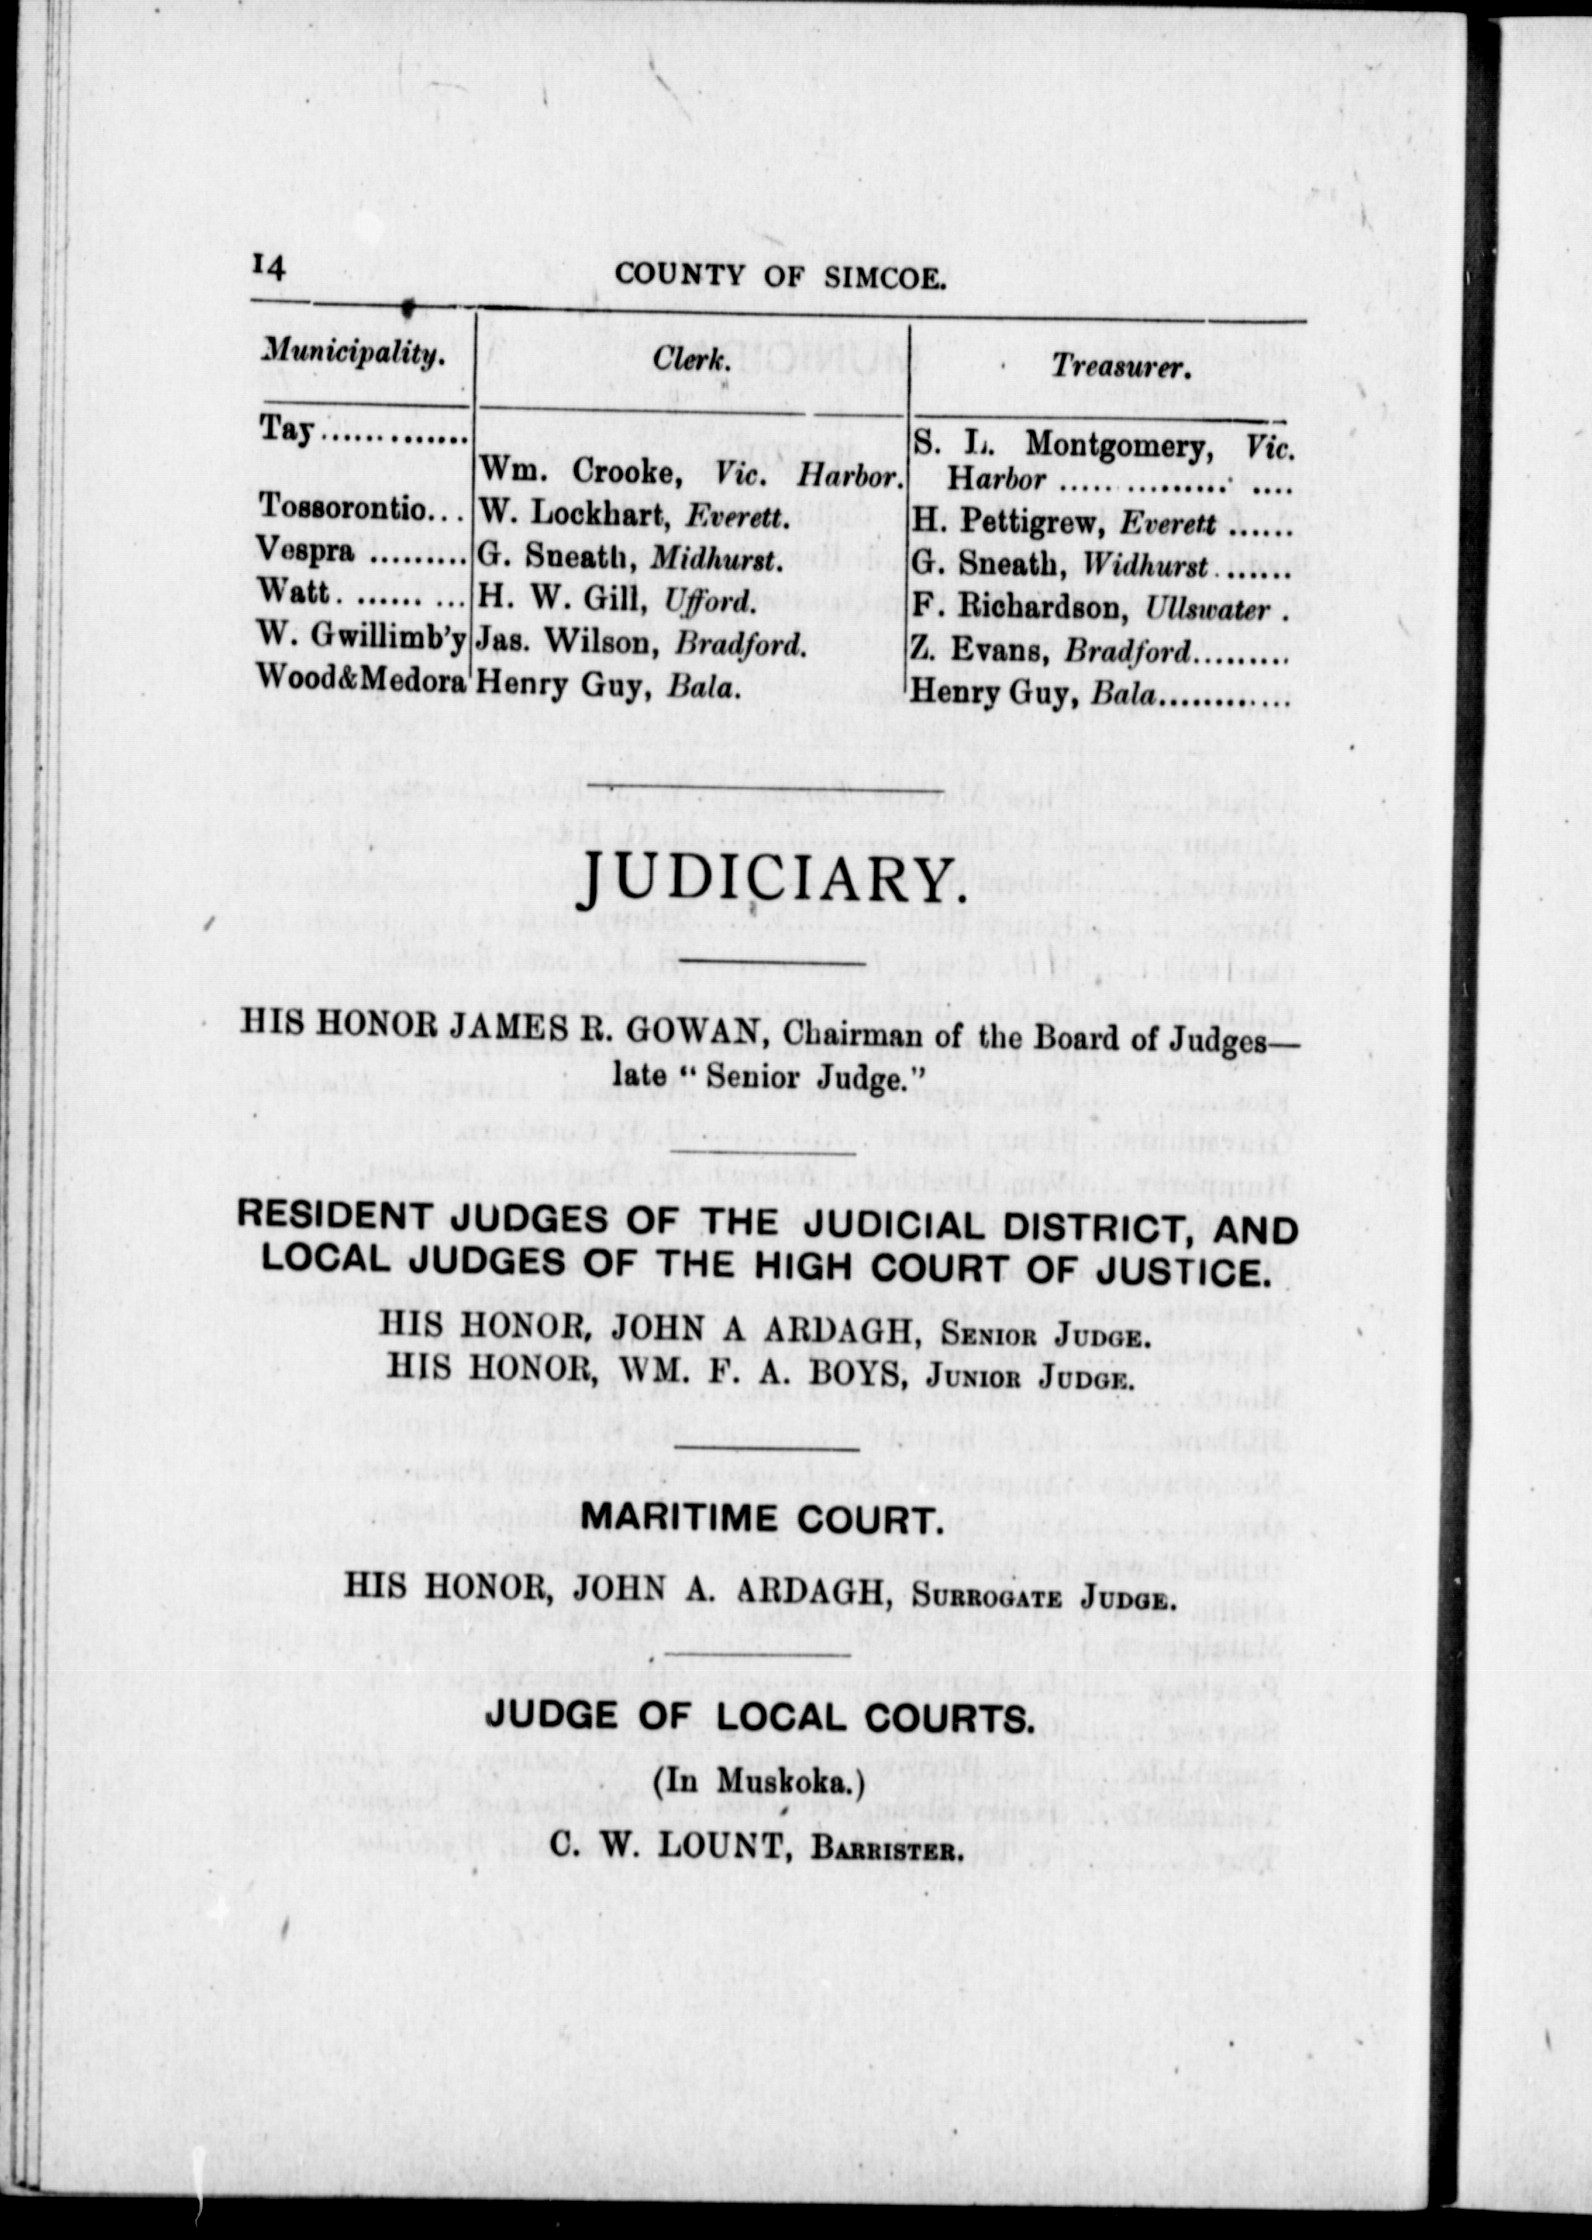 14 COUNTY OF SIMCOE.
Municipality. Clerk. Treasurer.
Tay.............. Wm. Crooke, Vic. Harbor. S. L. Montgomery, Vic.
Harbor .................... ....
Tossorontio... W. Lockhart, Everett. H. Pettigrew, Everett ......
Vespra ......... G. Sneath, Midhurst. G. Sneath, Widhurst........
Watt. ....... ... H. W. Gill, Ufford. F. Richardson, Ullswater .
W. Gwillimb'y Jas. Wilson, Bradford. Z. Evans, Bradford.........
Wood&Medora Henry Guy, Bala. Henry Guy, Bala.............
JUDICIARY.
HIS HONOR JAMES R. GOWAN, Chairman of the Board of Judges—
late "Senior Judge."
RESIDENT JUDGES OF THE JUDICIAL DISTRICT, AND
LOCAL JUDGES OF THE HIGH COURT OF JUSTICE.
HIS HONOR, JOHN A ARDAGH, SENIOR JUDGE.
HIS HONOR, WM. F. A. BOYS, JUNIOR JUDGE.
MARITIME COURT.
HIS HONOR, JOHN A. ARDAGH, SURROGATE JUDGE.
JUDGE OF LOCAL COURTS.
(In Muskoka.)
C. W. LOUNT, BARRISTER.